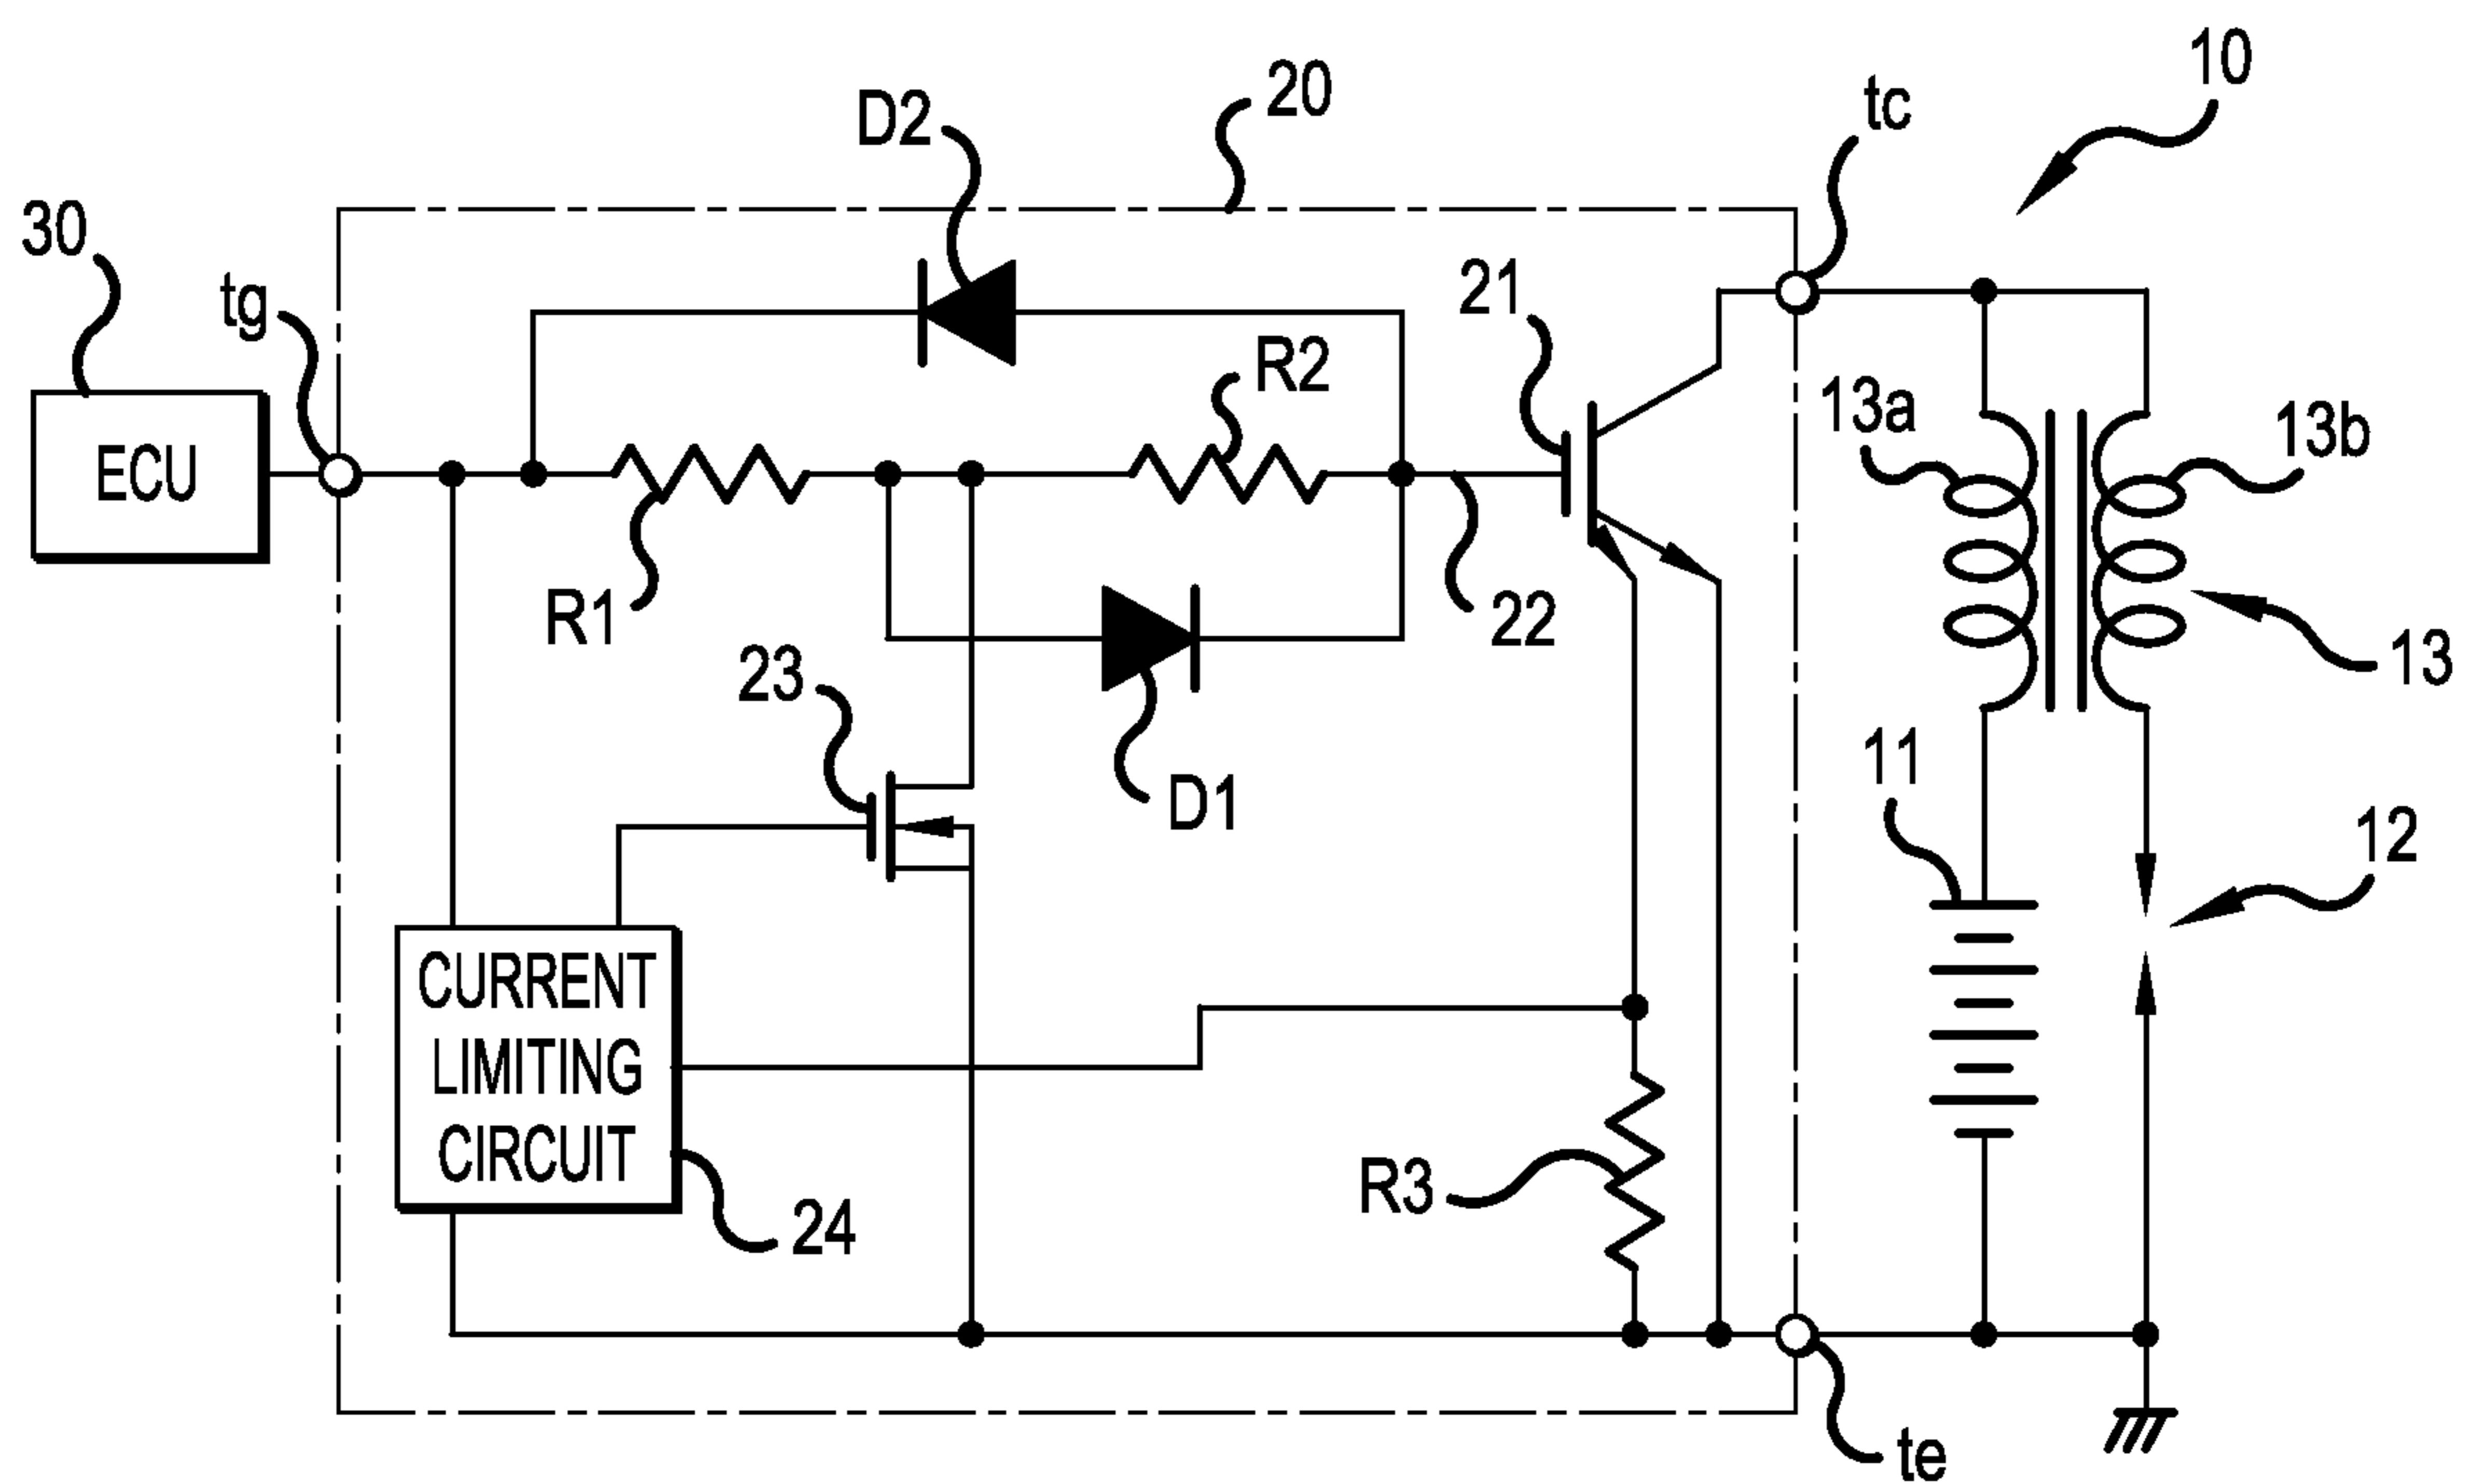 10
20
tc
D2
30
tg
21
R2
13a
13b
ECU
R1
22
13
23
11
D1
12
CURRENT
LIMITING
CIRCUIT
R3
24
te